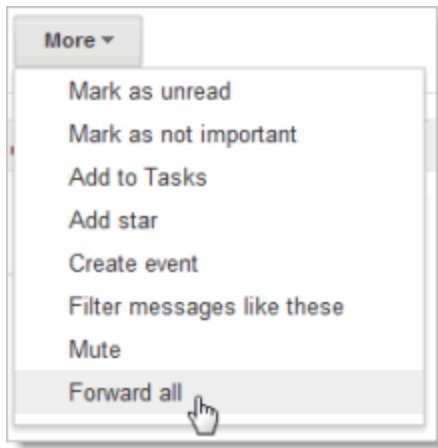 More
Mark as unread
Mark as not important
Add to Tasks
Add star
Create event
Filter messages like these
Mute
Forward all